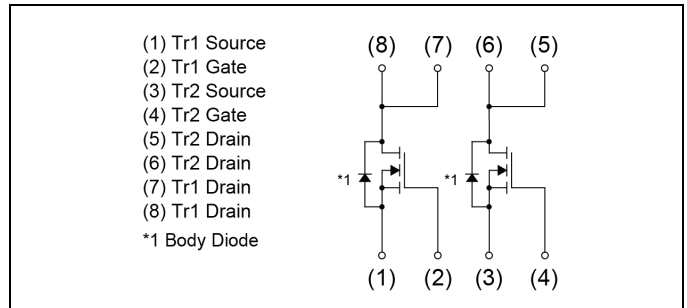 (1) Tr1 Source
(2) Tr1 Gate
(3) Tr2 Source
(4) Tr2 Gate
(5) Tr2 Drain
(6) Tr2 Drain
(7) Tr1 Drain
(8) Tr1 Drain
*1 Body Diode
(8) (7) (6) (5)
*1 *1
(1) (2) (3) (4)